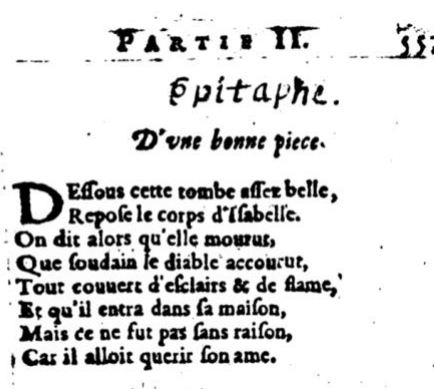 PARTIE II. 55
Epitaphe.
D'vne bonne piece.
DEſſous cette tombe aſſez belle,
Repoſe le corps d'Iſabelle.
On dit alors qu'elle mourut,
Que ſoudain le diable accourut,
Tout couuert d'eſclairs & de flame,
Et qu'il entra dans ſa maiſon,
Mais ce ne fut pas ſans raiſon,
Car il alloit querir ſon ame.